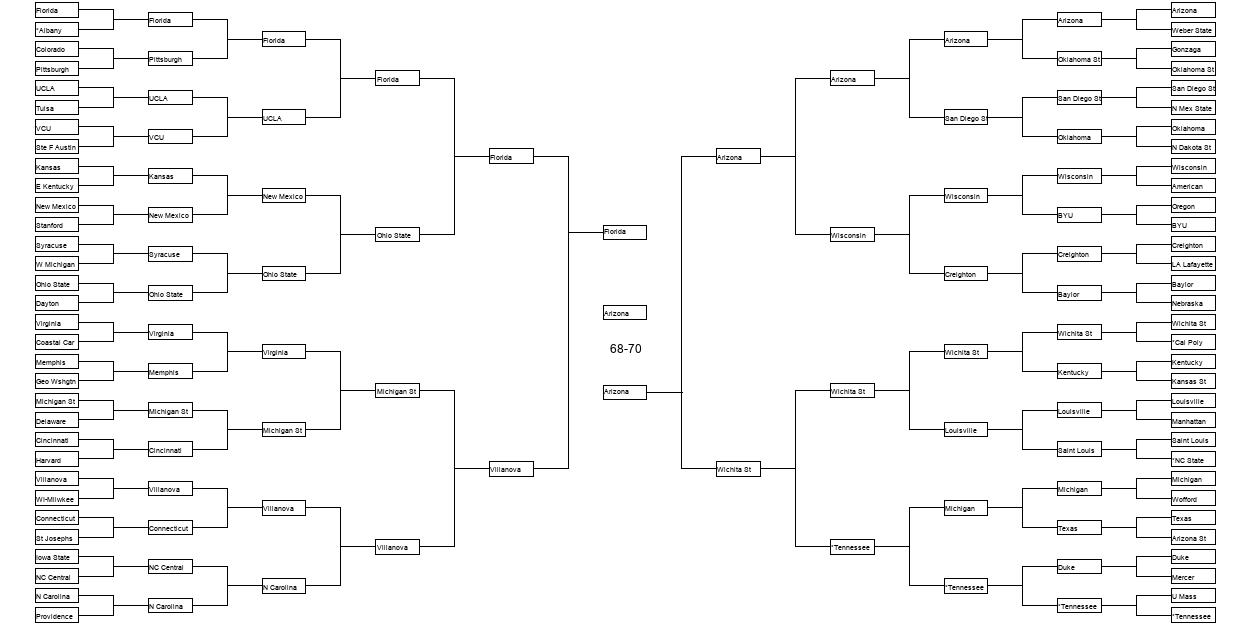 Florida
*Albany
Colorado
Pittsburgh
UCLA
Tulsa
VCU
Ste F Austin
Kansas
E Kentucky
New Mexico
Stanford
Syracuse
W Michigan
Ohio State
Dayton
Virginia
Coastal Car
Memphis
Geo Wshgtn
Michigan St
Delaware
Cincinnati
Harvard
Villanova
WI-Milwkee
Connecticut
St Josephs
Iowa State
NC Central
N Carolina
Providence
Florida
Pittsburgh
UCLA
VCU
Kansas
New Mexico
Syracuse
Ohio State
Virginia
Memphis
Michigan St
Cincinnati
Villanova
Connecticut
NC Central
N Carolina
Florida
UCLA
New Mexico
Ohio State
Virginia
Michigan St
Villanova
N Carolina
Florida
Ohio State
Michigan St
Villanova
Florida
Villanova
Florida
Arizona
68-70
Arizona
Arizona
Wichita St
Arizona
Wisconsin
Wichita St
*Tennessee
Arizona
San Diego St
Wisconsin
Creighton
Wichita St
Louisville
Michigan
*Tennessee
Arizona
Oklahoma St
San Diego St
Oklahoma
Wisconsin
BYU
Creighton
Baylor
Wichita St
Kentucky
Louisville
Saint Louis
Michigan
Texas
Duke
*Tennessee
Arizona
Weber State
Gonzaga
Oklahoma St
San Diego St
N Mex State
Oklahoma
N Dakota St
Wisconsin
American
Oregon
BYU
Creighton
LA Lafayette
Baylor
Nebraska
Wichita St
*Cal Poly
Kentucky
Kansas St
Louisville
Manhattan
Saint Louis
*NC State
Michigan
Wofford
Texas
Arizona St
Duke
Mercer
U Mass
*Tennessee